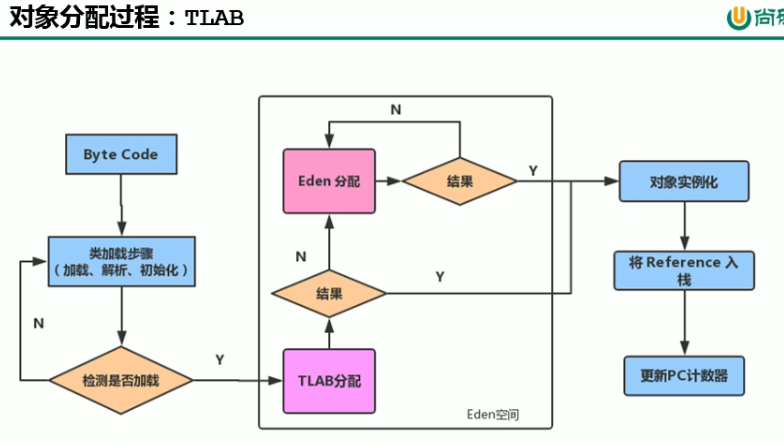 对象分配过程：TLAB
尚
Byte Code
类加载步骤
（加载、解析、初始化）
N
检测是否加载
Y
N
Eden 分配
结果
Y
N
结果
Y
TLAB分配
Eden空间
对象实例化
将 Reference 入
栈
更新PC计数器